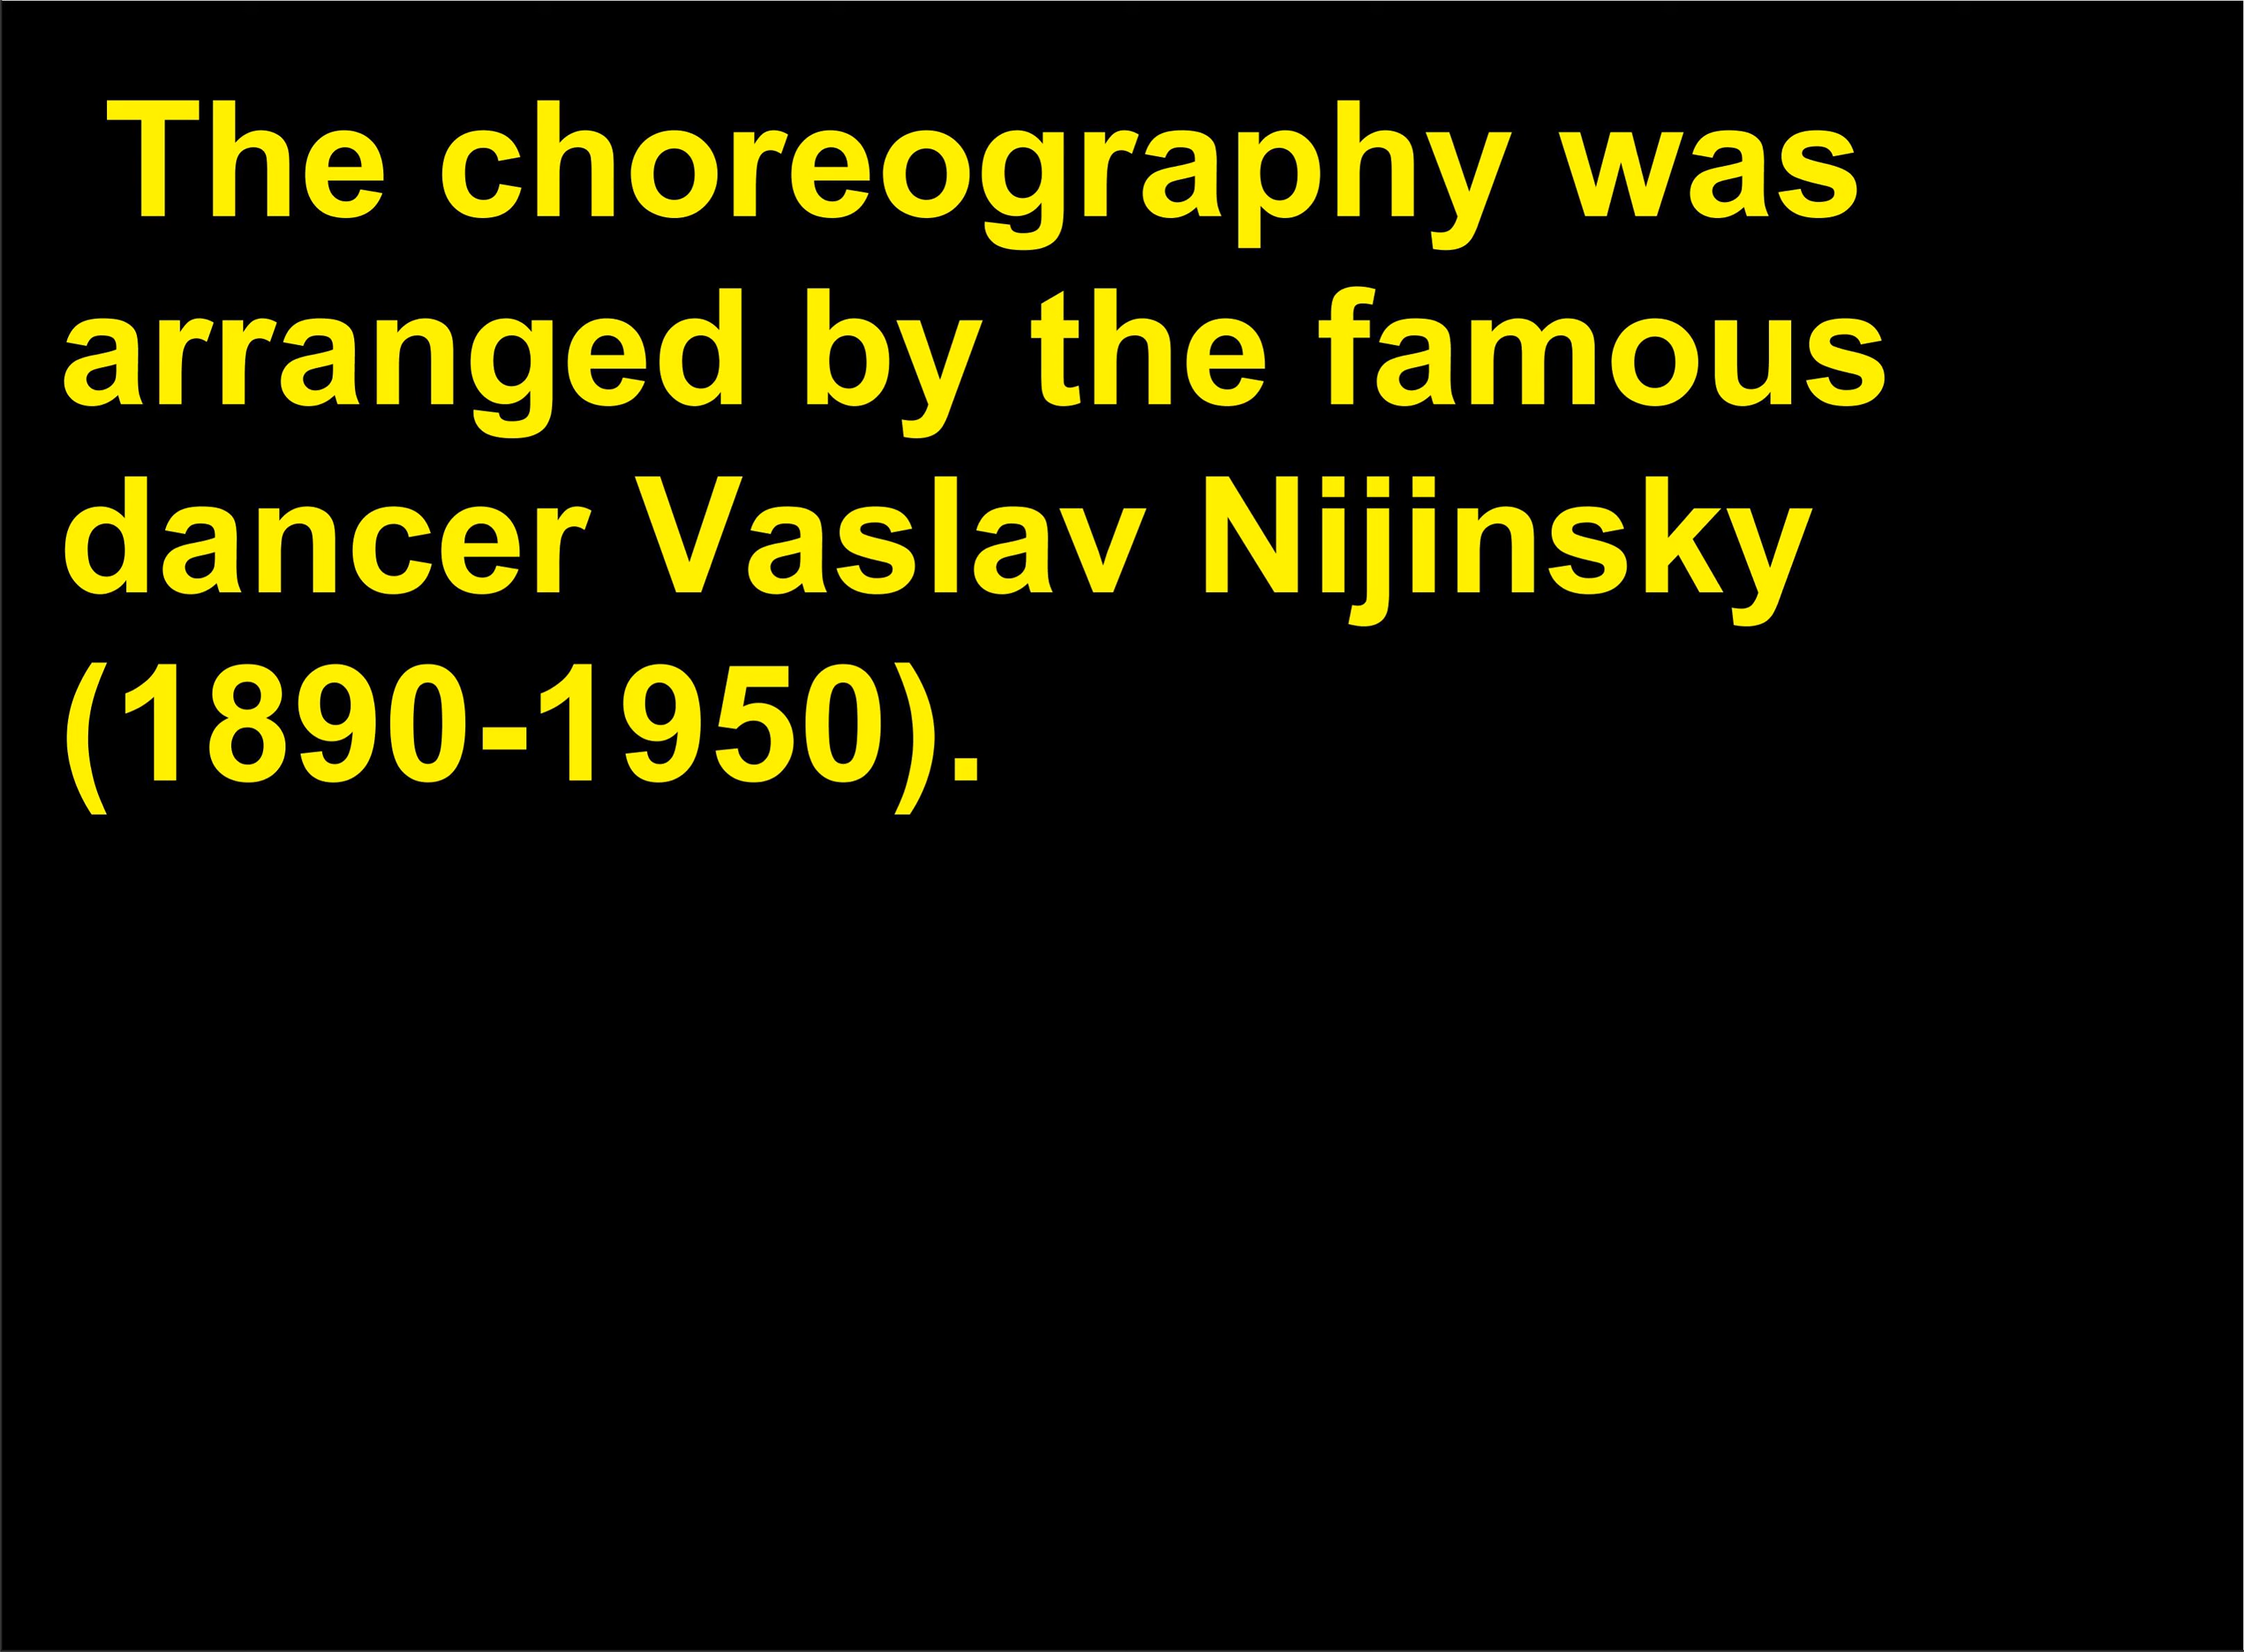 The choreography was
arranged by the famous
dancer Vaslav Nijinsky
(1890-1950).